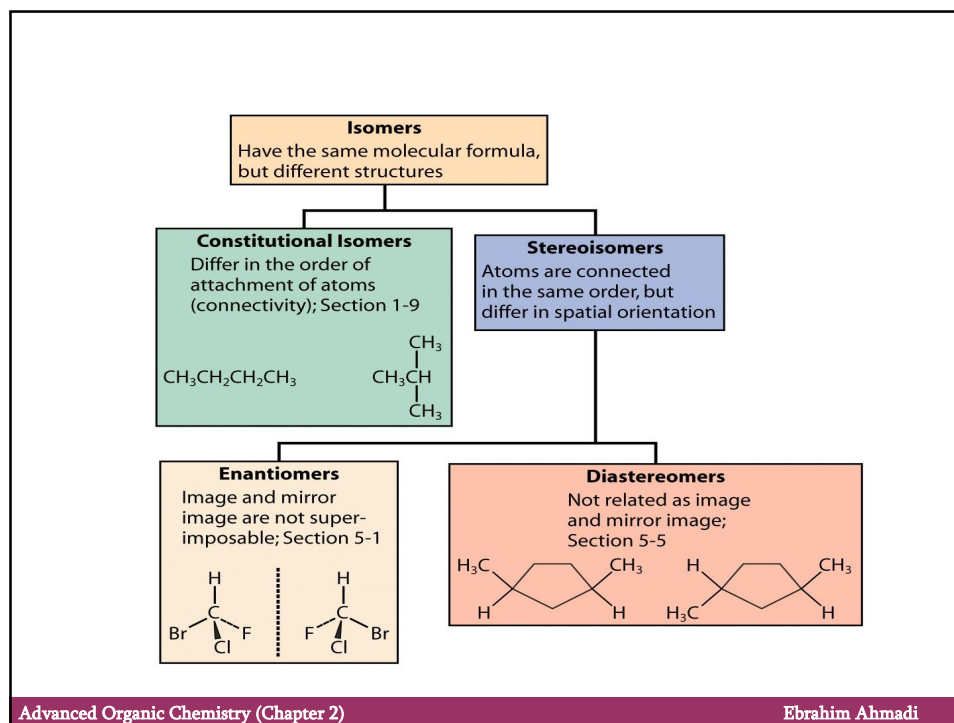 Isomers
Have the same molecular formula,
but different structures
Constitutional Isomers
Differ in the order of
attachment of atoms
(connectivity); Section 1-9
CH₃CH₂CH₂CH₃
CH₃
CH₃CH
CH₃
Stereoisomers
Atoms are connected
in the same order, but
differ in spatial orientation
Enantiomers
Image and mirror
image are not super-
imposable; Section 5-1
H
C
Br
F
Cl
H
C
F
Br
Cl
Diastereomers
Not related as image
and mirror image;
Section 5-5
H₃C
CH₃
H
H
H
CH₃
H₃C
H
Advanced Organic Chemistry (Chapter 2)
Ebrahim Ahmadi